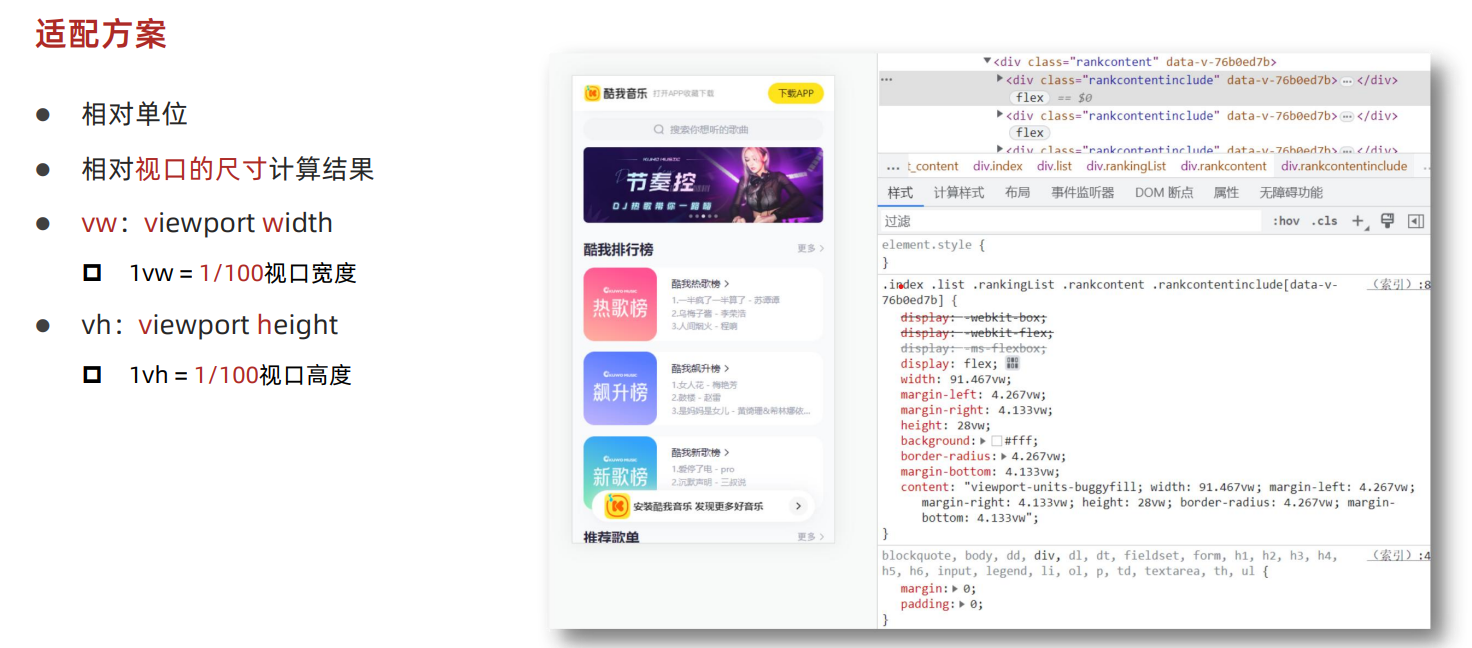 适配方案
相对单位
相对视口的尺寸计算结果
vw：viewport width
1vw = 1/100视口宽度
vh：viewport height
1vh = 1/100视口高度
酷我音乐 打开APP收藏下载 下载APP
搜索你想听的歌曲
KUWO MUSIC
节奏控
DJ热歌带你一路嗨
酷我排行榜 更多 >
KUWO MUSIC
热歌榜
酷我热歌榜 >
1.一半疯了一半算了 - 苏谭谭
2.乌梅子酱 - 李荣浩
3.人间烟火 - 程响
飙升榜
酷我飙升榜 >
1.女人花 - 梅艳芳
2.鼓楼 - 赵雷
3.是妈妈是女儿 - 黄绮珊&希林娜依...
新歌榜
酷我新歌榜 >
1.爱停了电 - pro
2.沉默声明 - 三叔说
安装酷我音乐 发现更多好音乐 >
推荐歌单 更多 >
▼<div class="rankcontent" data-v-76b0ed7b>
… ▶<div class="rankcontentinclude" data-v-76b0ed7b> … </div>
flex == $0
▶<div class="rankcontentinclude" data-v-76b0ed7b> … </div>
flex
▶<div class="rankcontentinclude" data-v-76b0ed7b> … </div>
… t_content div.index div.list div.rankingList div.rankcontent div.rankcontentinclude …
样式 计算样式 布局 事件监听器 DOM 断点 属性 无障碍功能
过滤 :hov .cls +
element.style {
}
.index .list .rankingList .rankcontent .rankcontentinclude[data-v- （索引）:8
76b0ed7b] {
display: -webkit-box;
display: -webkit-flex;
display: -ms-flexbox;
display: flex;
width: 91.467vw;
margin-left: 4.267vw;
margin-right: 4.133vw;
height: 28vw;
background:▶ #fff;
border-radius:▶ 4.267vw;
margin-bottom: 4.133vw;
content: "viewport-units-buggyfill; width: 91.467vw; margin-left: 4.267vw;
margin-right: 4.133vw; height: 28vw; border-radius: 4.267vw; margin-
bottom: 4.133vw";
}
blockquote, body, dd, div, dl, dt, fieldset, form, h1, h2, h3, h4, （索引）:4
h5, h6, input, legend, li, ol, p, td, textarea, th, ul {
margin:▶ 0;
padding:▶ 0;
}